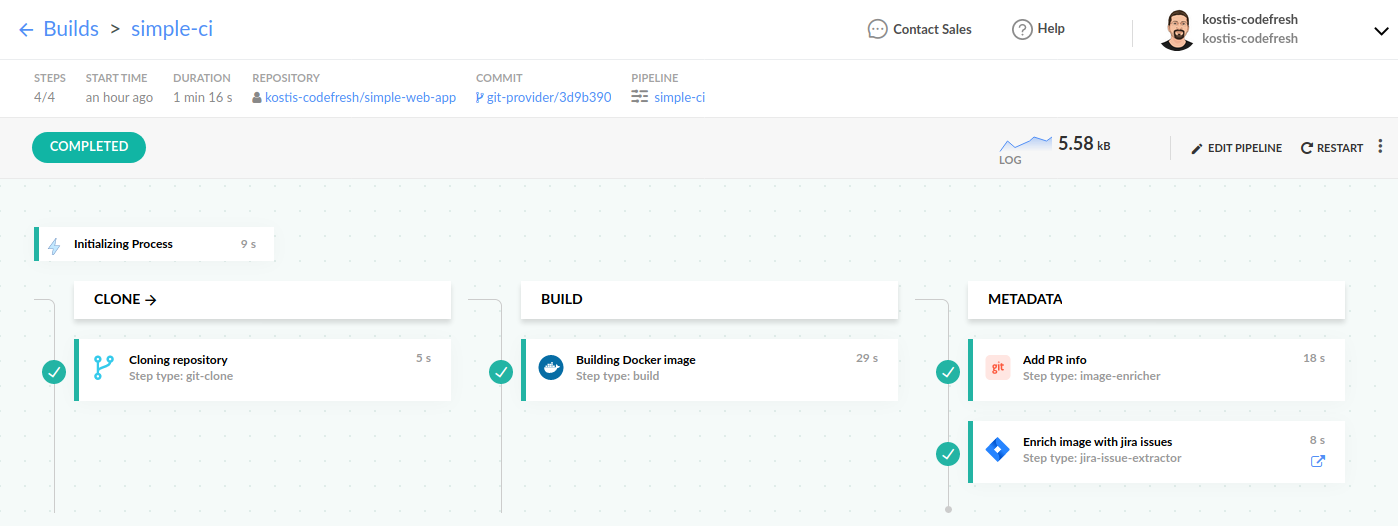 ← Builds > simple-ci
Contact Sales
Help
kostis-codefresh
kostis-codefresh
STEPS START TIME DURATION REPOSITORY COMMIT PIPELINE
4/4 an hour ago 1 min 16 s kostis-codefresh/simple-web-app git-provider/3d9b390 simple-ci
COMPLETED
5.58 kB
LOG
EDIT PIPELINE
RESTART
Initializing Process 9 s
CLONE →
Cloning repository 5 s
Step type: git-clone
BUILD
Building Docker image 29 s
Step type: build
METADATA
git
Add PR info 18 s
Step type: image-enricher
Enrich image with jira issues 8 s
Step type: jira-issue-extractor